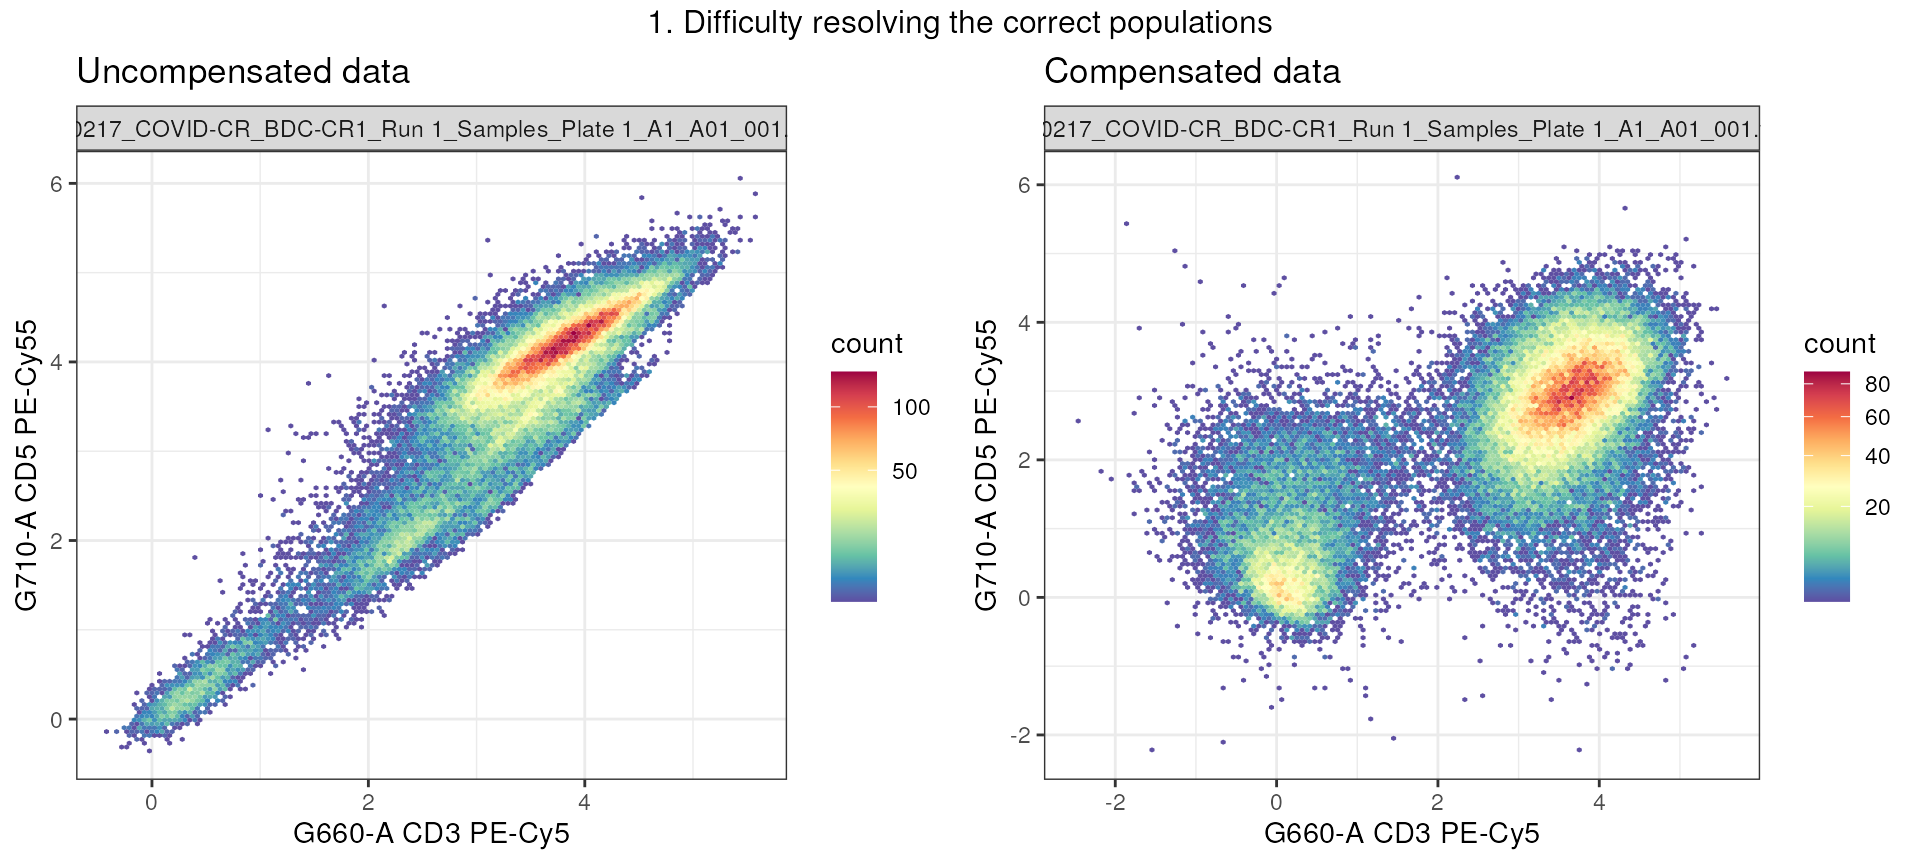 1. Difficulty resolving the correct populations
Uncompensated data
0217_COVID-CR_BDC-CR1_Run 1_Samples_Plate 1_A1_A01_001.
6
4
2
0
0
2
4
G710-A CD5 PE-Cy55
G660-A CD3 PE-Cy5
count
100
50
Compensated data
0217_COVID-CR_BDC-CR1_Run 1_Samples_Plate 1_A1_A01_001.
6
4
2
0
-2
-2
0
2
4
G710-A CD5 PE-Cy55
G660-A CD3 PE-Cy5
count
80
60
40
20